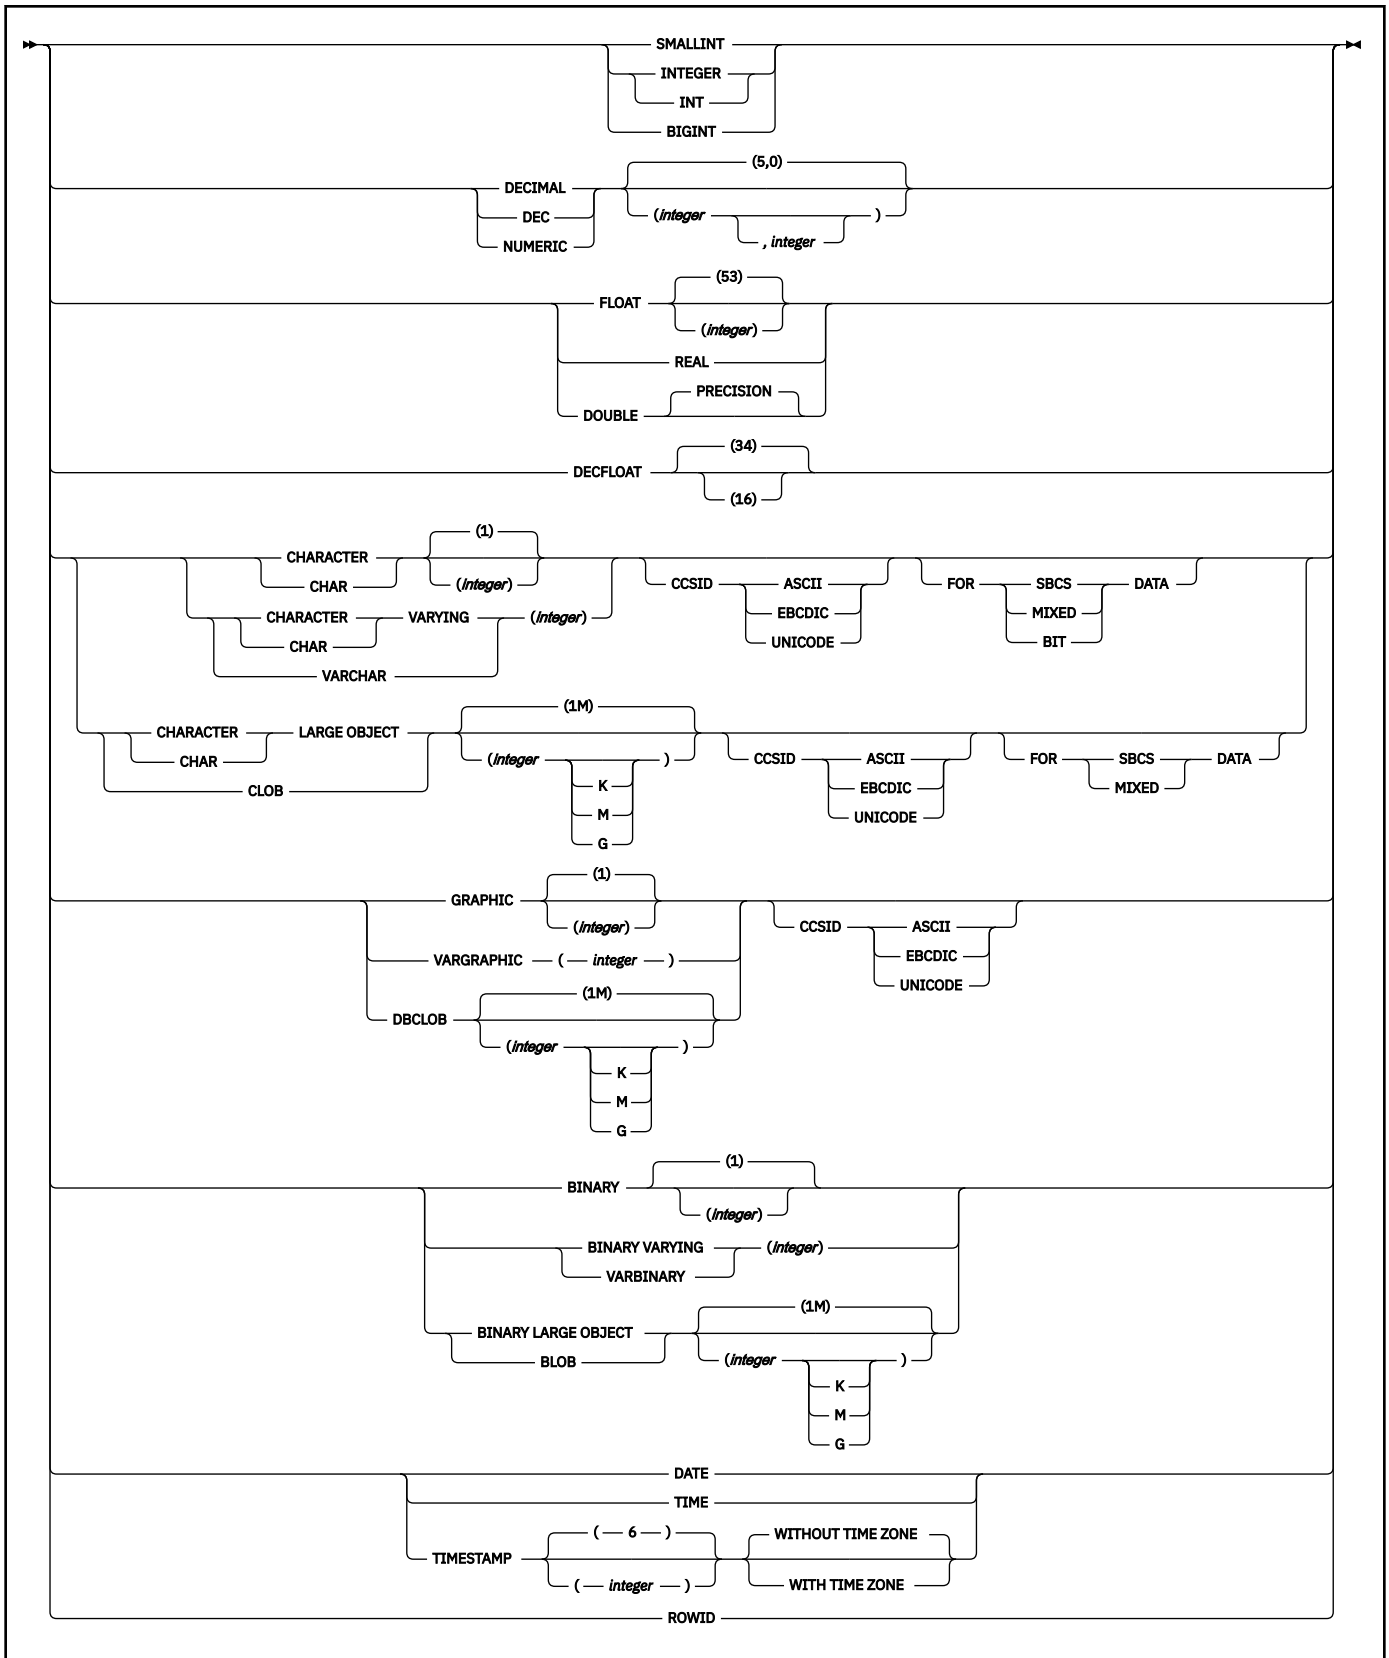 SMALLINT
INTEGER
INT
BIGINT
(5,0)
DECIMAL
DEC
(integer )
NUMERIC
, integer
(53)
FLOAT
(integer)
REAL
PRECISION
DOUBLE
(34)
DECFLOAT
(16)
(1)
CHARACTER
CHAR
(integer)
CCSID ASCII FOR SBCS DATA
EBCDIC MIXED
UNICODE BIT
CHARACTER VARYING (integer)
CHAR
VARCHAR
(1M)
CHARACTER LARGE OBJECT
CHAR
(integer )
CCSID ASCII FOR SBCS DATA
K
EBCDIC MIXED
CLOB
M
UNICODE
G
(1)
GRAPHIC
(integer)
CCSID ASCII
EBCDIC
UNICODE
VARGRAPHIC ( integer )
(1M)
DBCLOB
(integer )
K
M
G
(1)
BINARY
(integer)
BINARY VARYING (integer)
VARBINARY
(1M)
BINARY LARGE OBJECT
BLOB
(integer )
K
M
G
DATE
TIME
( 6 ) WITHOUT TIME ZONE
TIMESTAMP
( integer ) WITH TIME ZONE
ROWID